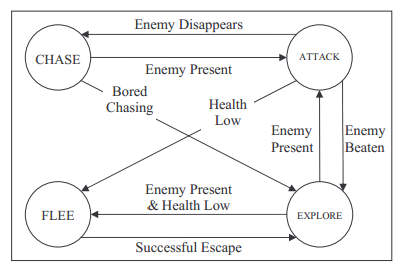 Enemy Disappears
CHASE
ATTACK
Enemy Present
Bored
Chasing
Health
Low
Enemy
Present
Enemy
Beaten
Enemy Present
& Health Low
FLEE
EXPLORE
Successful Escape